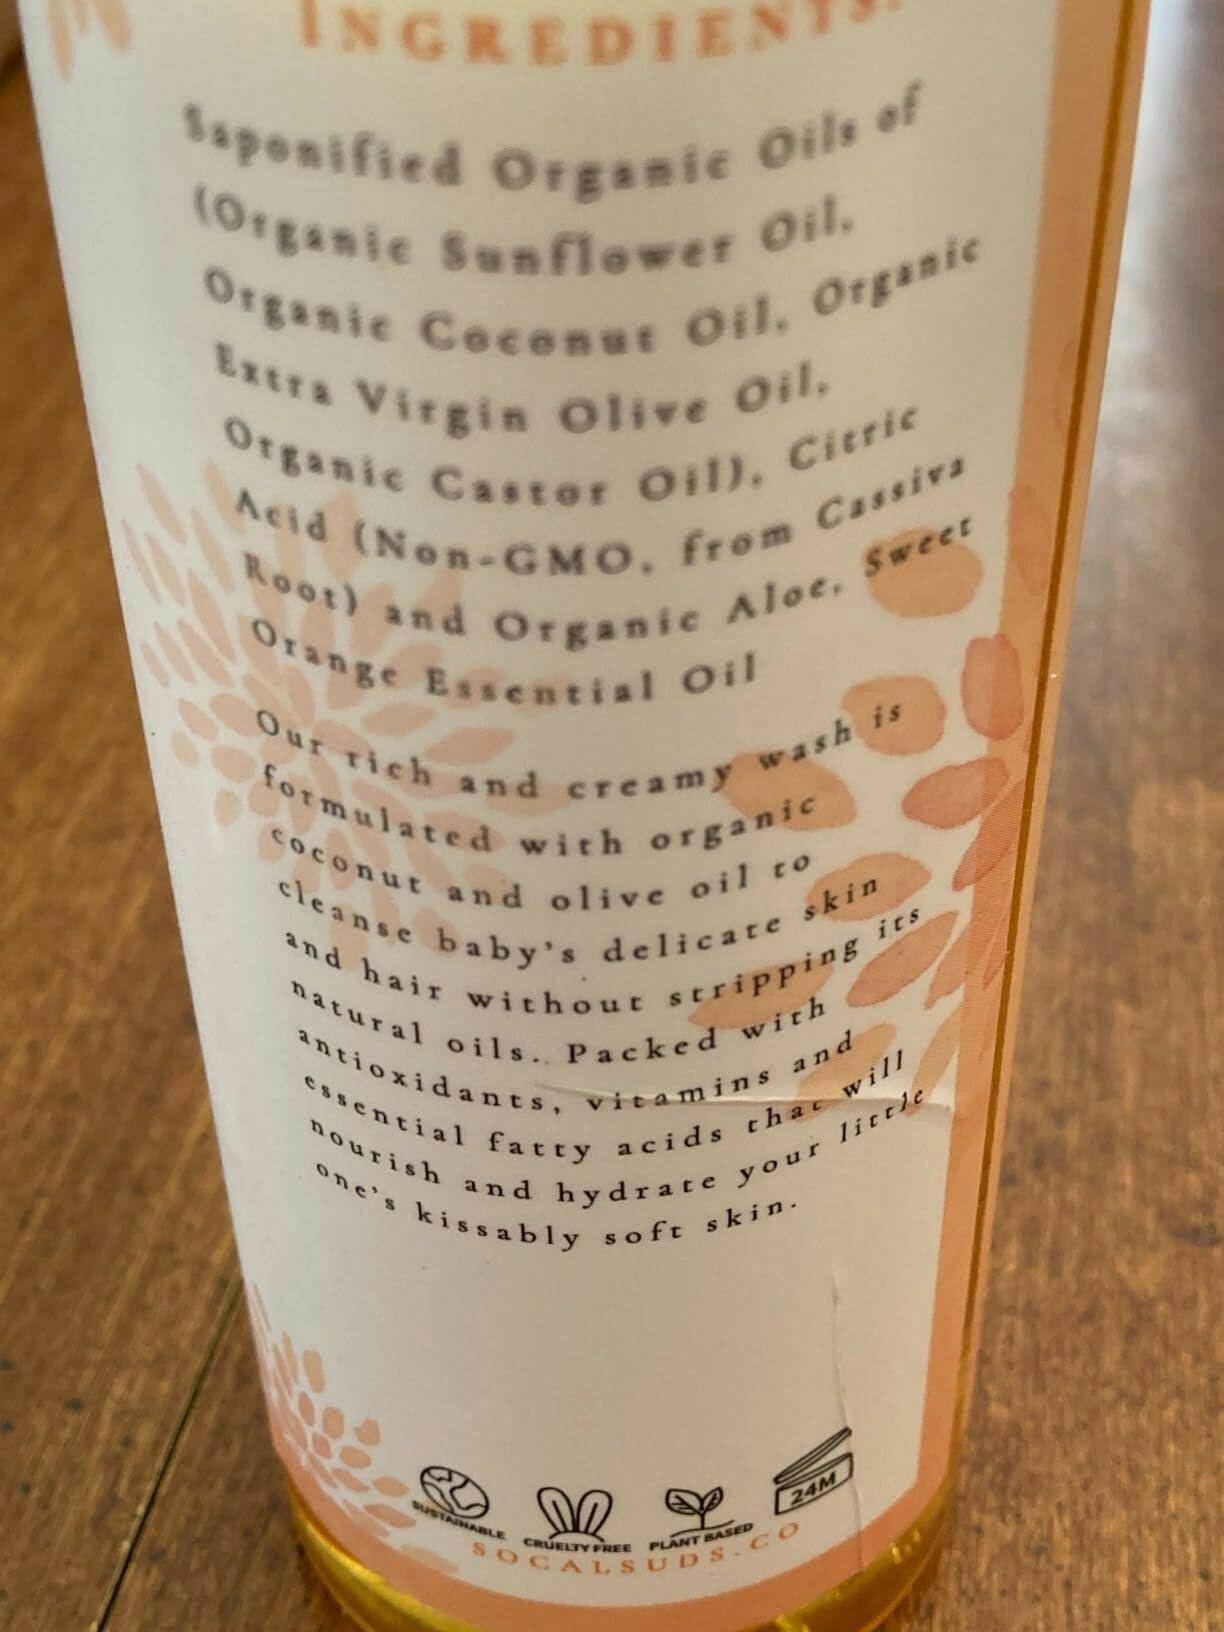 INGREDIENTS:
Saponified Organic Oils of
(Organic Sunflower Oil,
Organic Coconut Oil, Organic
Extra Virgin Olive Oil,
Organic Castor Oil), Citric
Acid (Non-GMO, from Cassiva
Root) and Organic Aloe, Sweet
Orange Essential Oil
Our rich and creamy wash is
formulated with organic
coconut and olive oil to
cleanse baby's delicate skin
and hair without stripping its
natural oils.. Packed with
antioxidants, vitamins and
essential fatty acids that will
nourish and hydrate your little
one's kissably soft skin.
24M
SUSTAINABLE CRUELTY FREE PLANT BASED
SOCALSUDS.CO